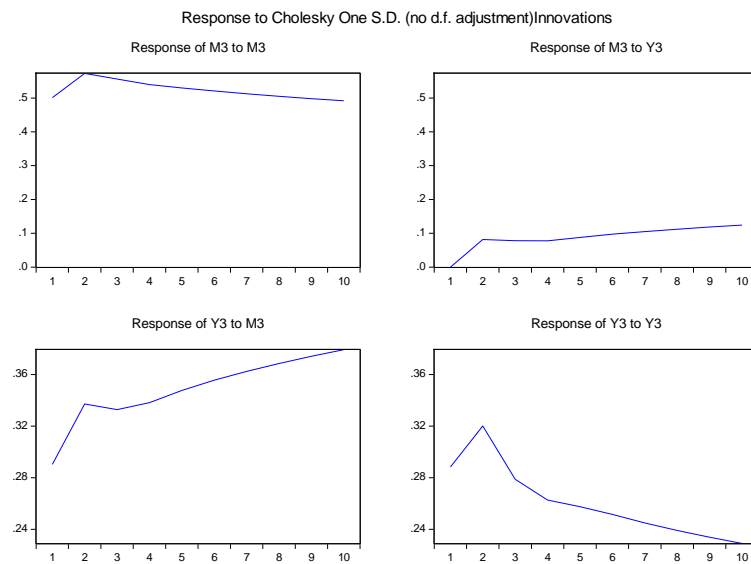 Response to Cholesky One S.D. (no d.f. adjustment)Innovations
Response of M3 to M3
.5
.4
.3
.2
.1
.0
1 2 3 4 5 6 7 8 9 10
Response of M3 to Y3
.5
.4
.3
.2
.1
.0
1 2 3 4 5 6 7 8 9 10
Response of Y3 to M3
.36
.32
.28
.24
1 2 3 4 5 6 7 8 9 10
Response of Y3 to Y3
.36
.32
.28
.24
1 2 3 4 5 6 7 8 9 10